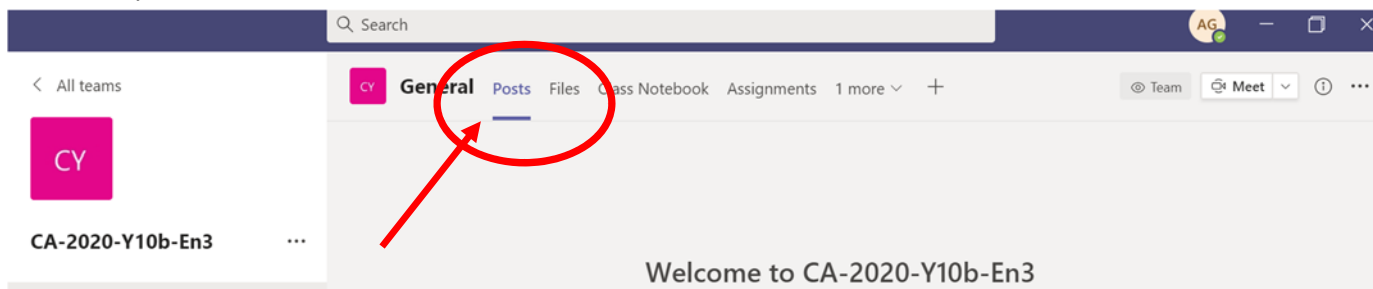 Search
AG
All teams
CY
General Posts Files Class Notebook Assignments 1 more
Team
Meet
CY
CA-2020-Y10b-En3
Welcome to CA-2020-Y10b-En3